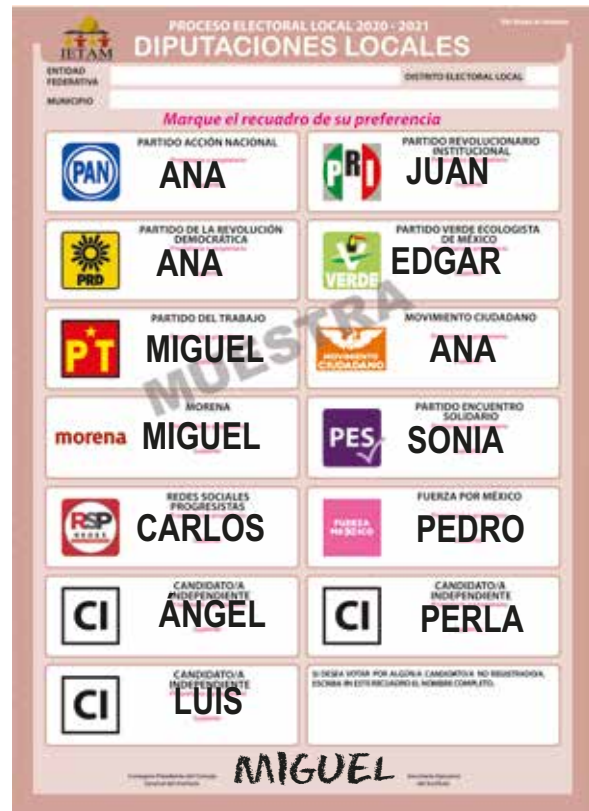 PROCESO ELECTORAL LOCAL 2020 - 2021
DIPUTACIONES LOCALES
IETAM
ENTIDAD
FEDERATIVA
DISTRITO ELECTORAL LOCAL
MUNICIPIO
Marque el recuadro de su preferencia
PAN
PARTIDO ACCIÓN NACIONAL
ANA
PRI
PARTIDO REVOLUCIONARIO
INSTITUCIONAL
JUAN
PRD
PARTIDO DE LA REVOLUCIÓN
DEMOCRÁTICA
ANA
VERDE
PARTIDO VERDE ECOLOGISTA
DE MÉXICO
EDGAR
PT
PARTIDO DEL TRABAJO
MIGUEL
MOVIMIENTO
CIUDADANO
MOVIMIENTO CIUDADANO
ANA
MUESTRA
morena
MORENA
MIGUEL
PES
PARTIDO ENCUENTRO
SOLIDARIO
SONIA
RSP
REDES
REDES SOCIALES
PROGRESISTAS
CARLOS
FUERZA
MÉXICO
FUERZA POR MÉXICO
PEDRO
CI
CANDIDATO/A
INDEPENDIENTE
ÁNGEL
CI
CANDIDATO/A
INDEPENDIENTE
PERLA
CI
CANDIDATO/A
INDEPENDIENTE
LUIS
SI DESEA VOTAR POR ALGÚN/A CANDIDATO/A NO REGISTRADO/A,
ESCRIBA EN ESTE RECUADRO EL NOMBRE COMPLETO.
MIGUEL